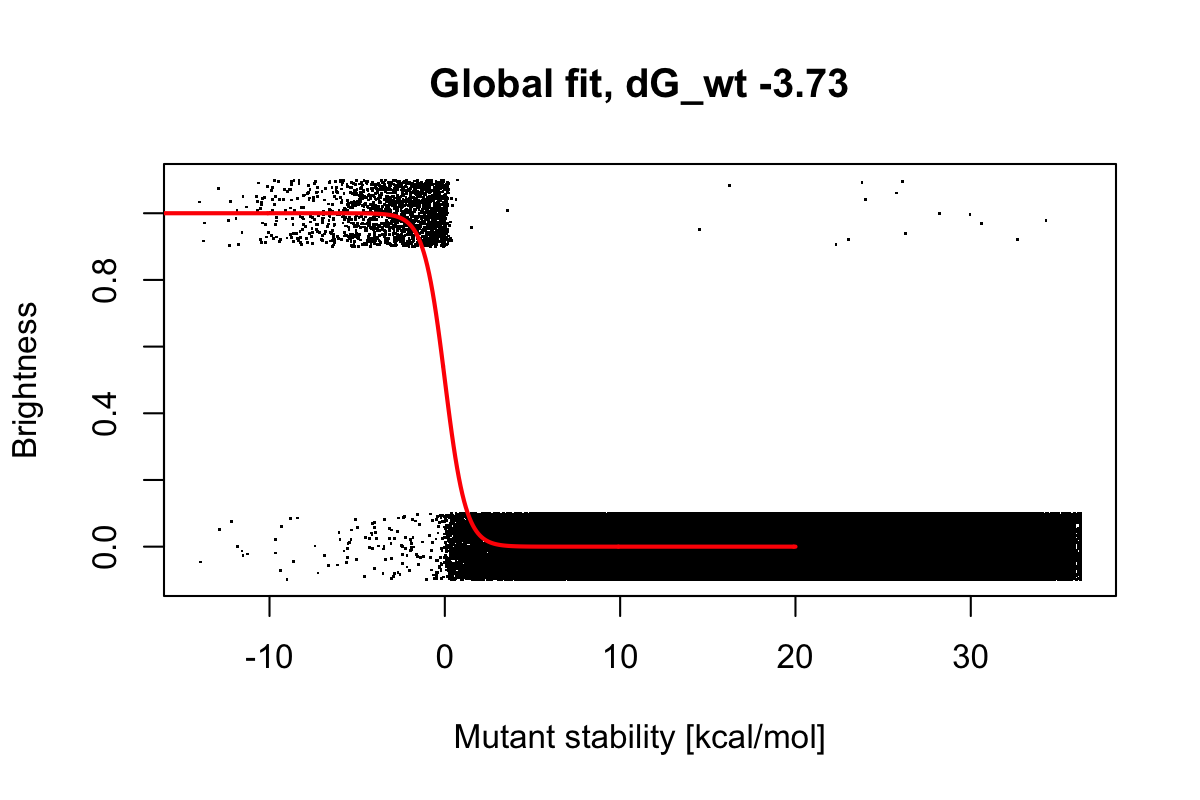 Global fit, dG_wt -3.73
Brightness
0.8
0.4
0.0
-10 0 10 20 30
Mutant stability [kcal/mol]